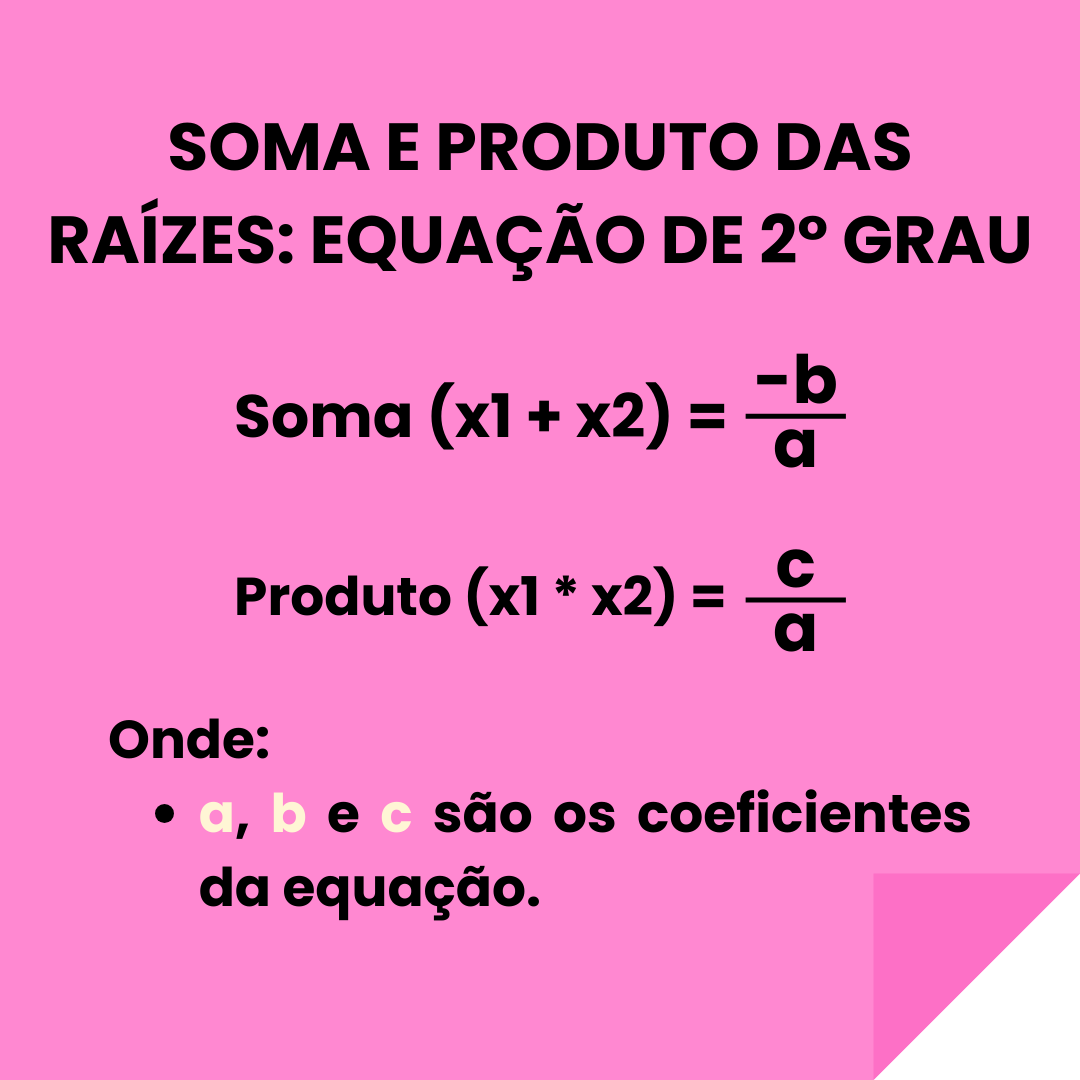 SOMA E PRODUTO DAS
RAÍZES: EQUAÇÃO DE 2º GRAU
Soma (x1 + x2) = -b
a
Produto (x1 * x2) = c
a
Onde:
• a, b e c são os coeficientes
da equação.